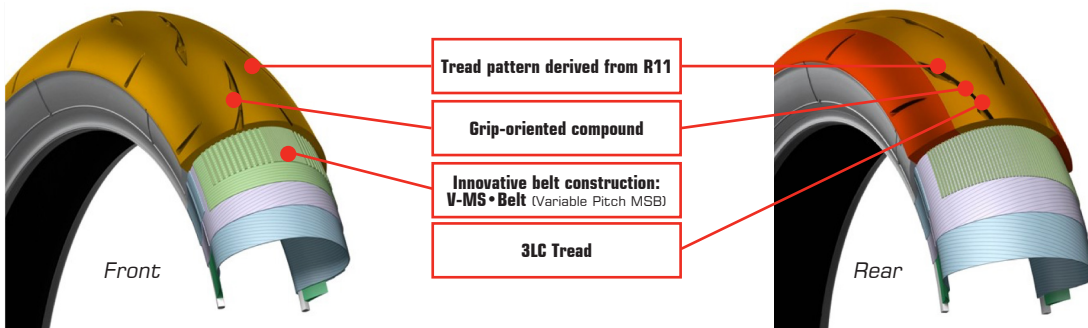 Tread pattern derived from R11
Grip-oriented compound
Innovative belt construction:
V-MS•Belt (Variable Pitch MSB)
3LC Tread
Front
Rear